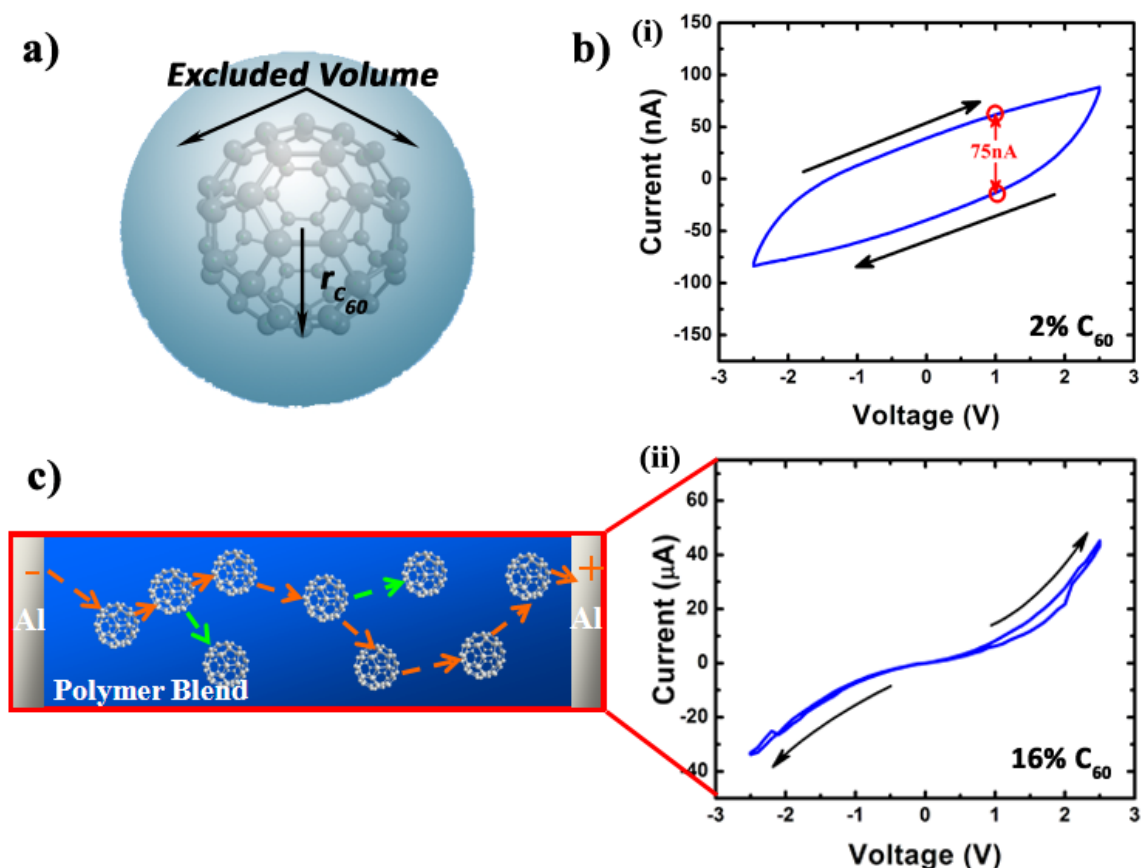 a)
Excluded Volume
r_C60
b)
(i)
Current (nA)
150
100
50
0
-50
-100
-150
75nA
2% C60
-3 -2 -1 0 1 2 3
Voltage (V)
c)
-
+
Al
Al
Polymer Blend
(ii)
Current (μA)
60
40
20
0
-20
-40
16% C60
-3 -2 -1 0 1 2 3
Voltage (V)